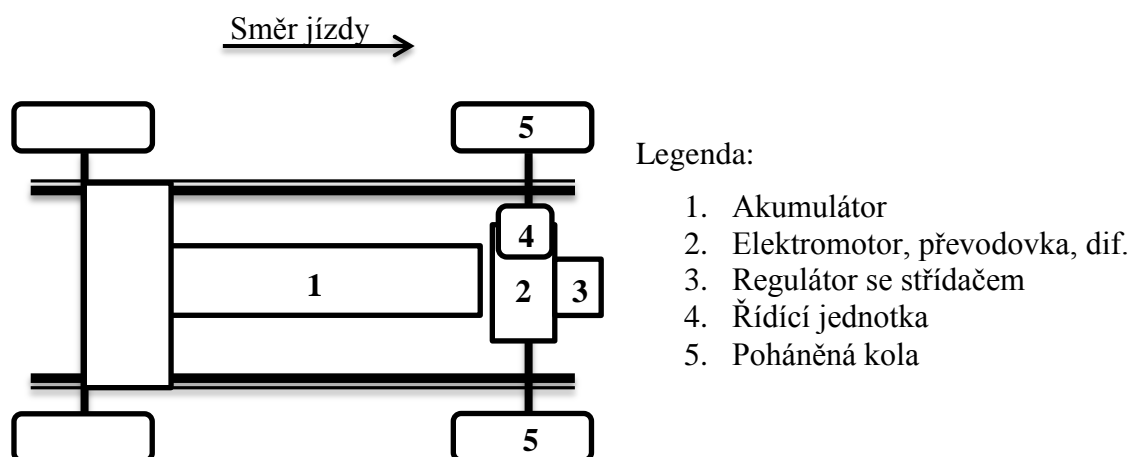 Směr jízdy
5
Legenda:
1. Akumulátor
2. Elektromotor, převodovka, dif.
3. Regulátor se střídačem
4. Řídící jednotka
5. Poháněná kola
4
1
2
3
5